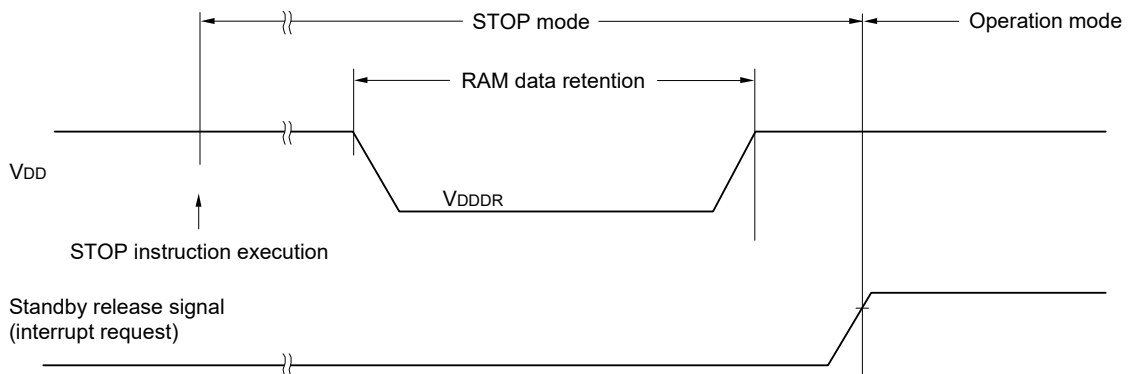 STOP mode
Operation mode
RAM data retention
VDD
VDDDR
STOP instruction execution
Standby release signal
(interrupt request)